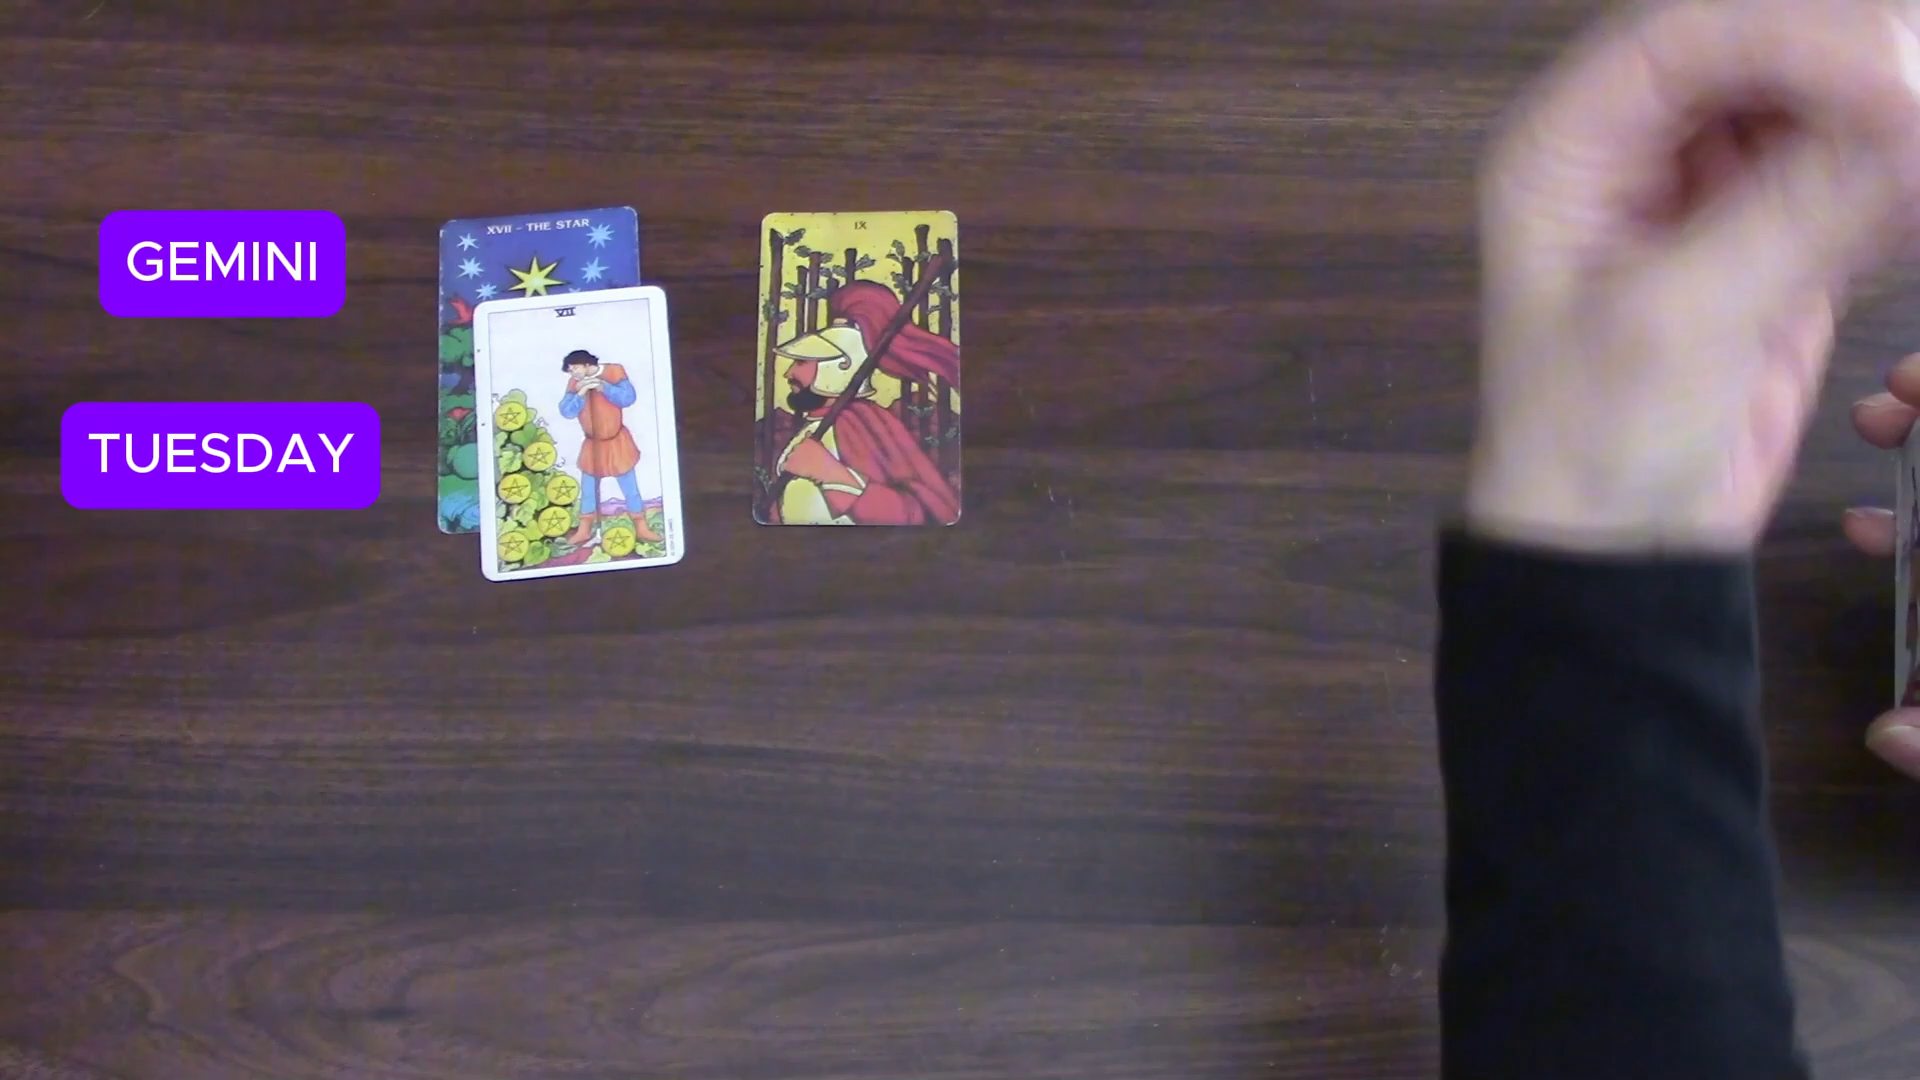 GEMINI
TUESDAY
XVII - THE STAR
VII
IX